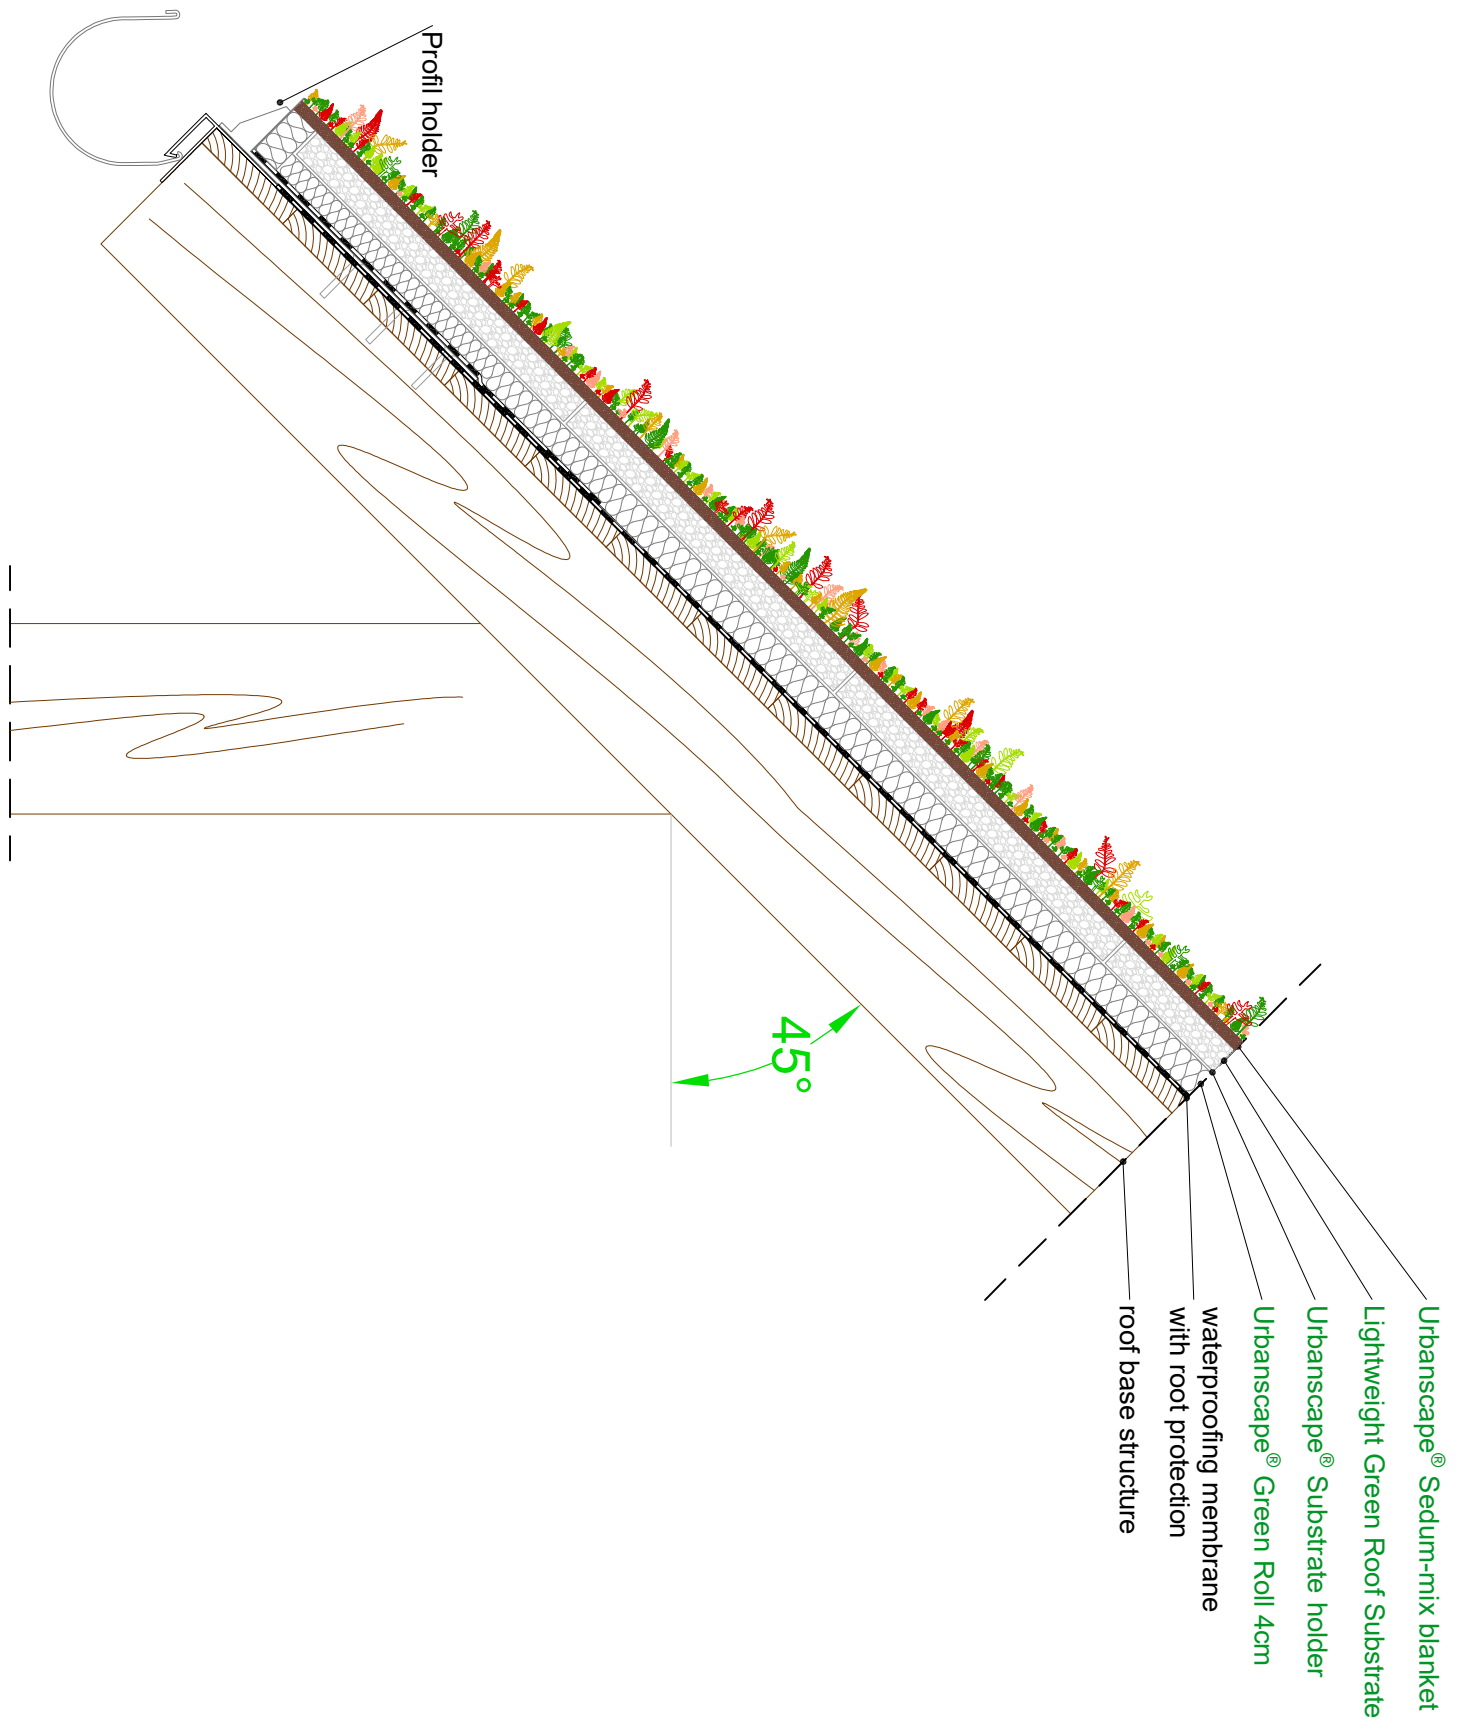 Urbanscape® Sedum-mix blanket
Lightweight Green Roof Substrate
Urbanscape® Substrate holder
Urbanscape® Green Roll 4cm
waterproofing membrane
with root protection
roof base structure
Profil holder
45°